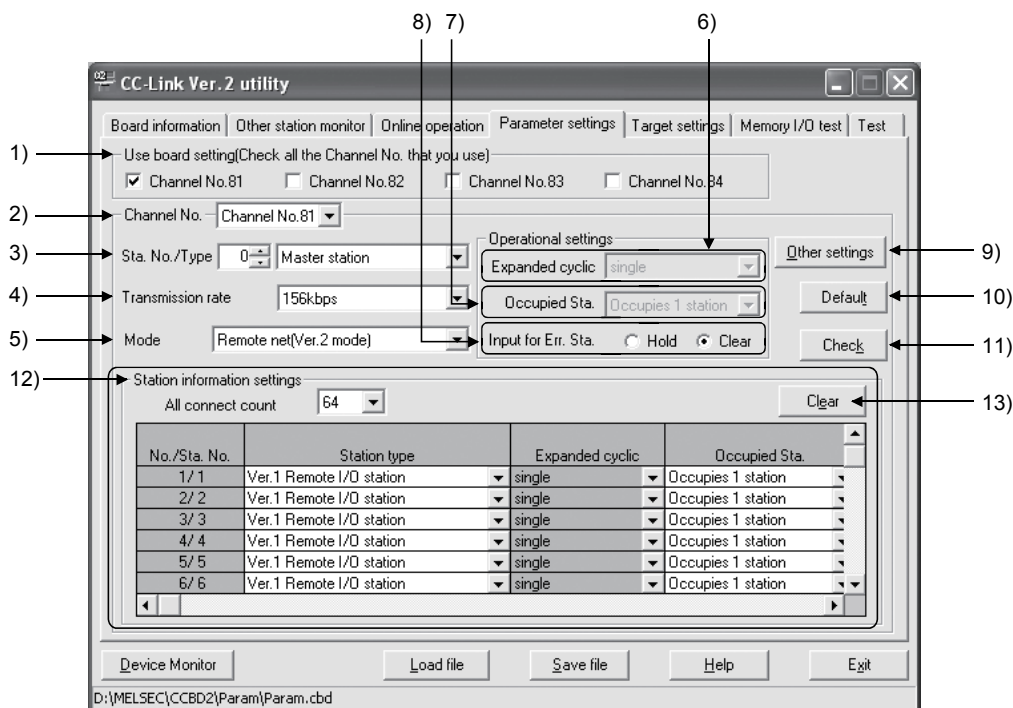 8) 7) 6)
CC-Link Ver.2 utility
Board information Other station monitor Online operation Parameter settings Target settings Memory I/O test Test
1) Use board setting(Check all the Channel No. that you use)
Channel No.81 Channel No.82 Channel No.83 Channel No.84
2) Channel No. Channel No.81
Operational settings
3) Sta. No./Type 0 Master station Expanded cyclic single Other settings 9)
4) Transmission rate 156kbps Occupied Sta. Occupies 1 station Default 10)
5) Mode Remote net(Ver.2 mode) Input for Err. Sta. Hold Clear Check 11)
12) Station information settings
All connect count 64 Clear 13)
No./Sta. No. Station type Expanded cyclic Occupied Sta.
1/ 1 Ver.1 Remote I/O station single Occupies 1 station
2/ 2 Ver.1 Remote I/O station single Occupies 1 station
3/ 3 Ver.1 Remote I/O station single Occupies 1 station
4/ 4 Ver.1 Remote I/O station single Occupies 1 station
5/ 5 Ver.1 Remote I/O station single Occupies 1 station
6/ 6 Ver.1 Remote I/O station single Occupies 1 station
Device Monitor Load file Save file Help Exit
D:\MELSEC\CCBD2\Param\Param.cbd